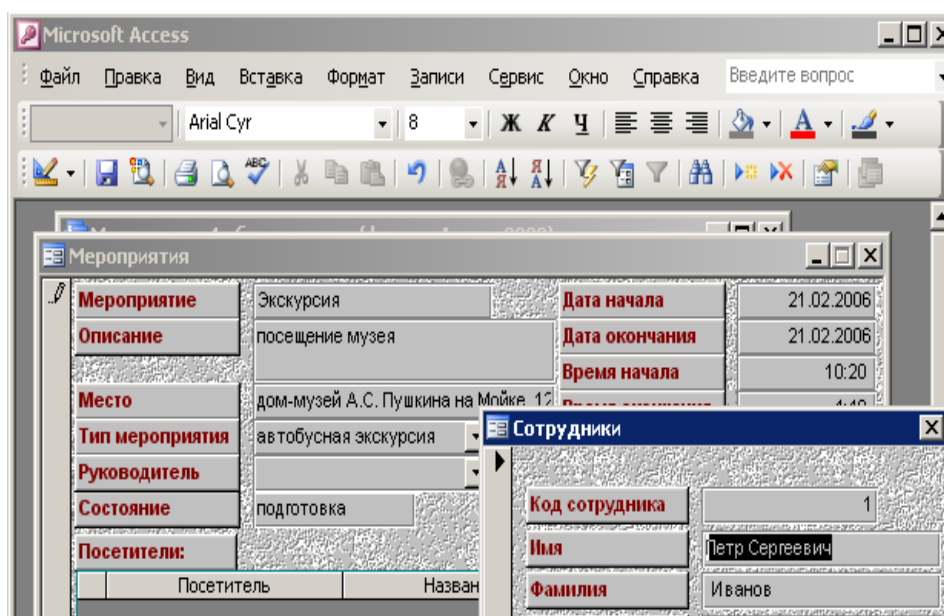 Microsoft Access
Файл Правка Вид Вставка Формат Записи Сервис Окно Справка Введите вопрос
Arial Cyr 8 Ж К Ч
Мероприятия
Мероприятие Экскурсия Дата начала 21.02.2006
Описание посещение музея Дата окончания 21.02.2006
Время начала 10:20
Место дом-музей А.С. Пушкина на Мойке, 12
Тип мероприятия автобусная экскурсия
Сотрудники
Руководитель
Код сотрудника 1
Состояние подготовка
Имя Петр Сергеевич
Посетители:
Посетитель Назван
Фамилия Иванов